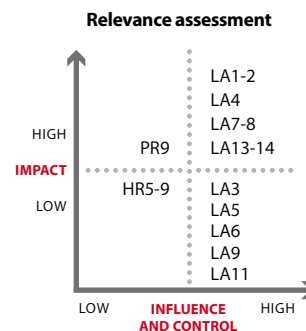 Relevance assessment
LA1-2
LA4
LA7-8
HIGH
PR9
LA13-14
IMPACT
HR5-9
LA3
LOW
LA5
LA6
LA9
LA11
LOW
INFLUENCE
AND CONTROL
HIGH